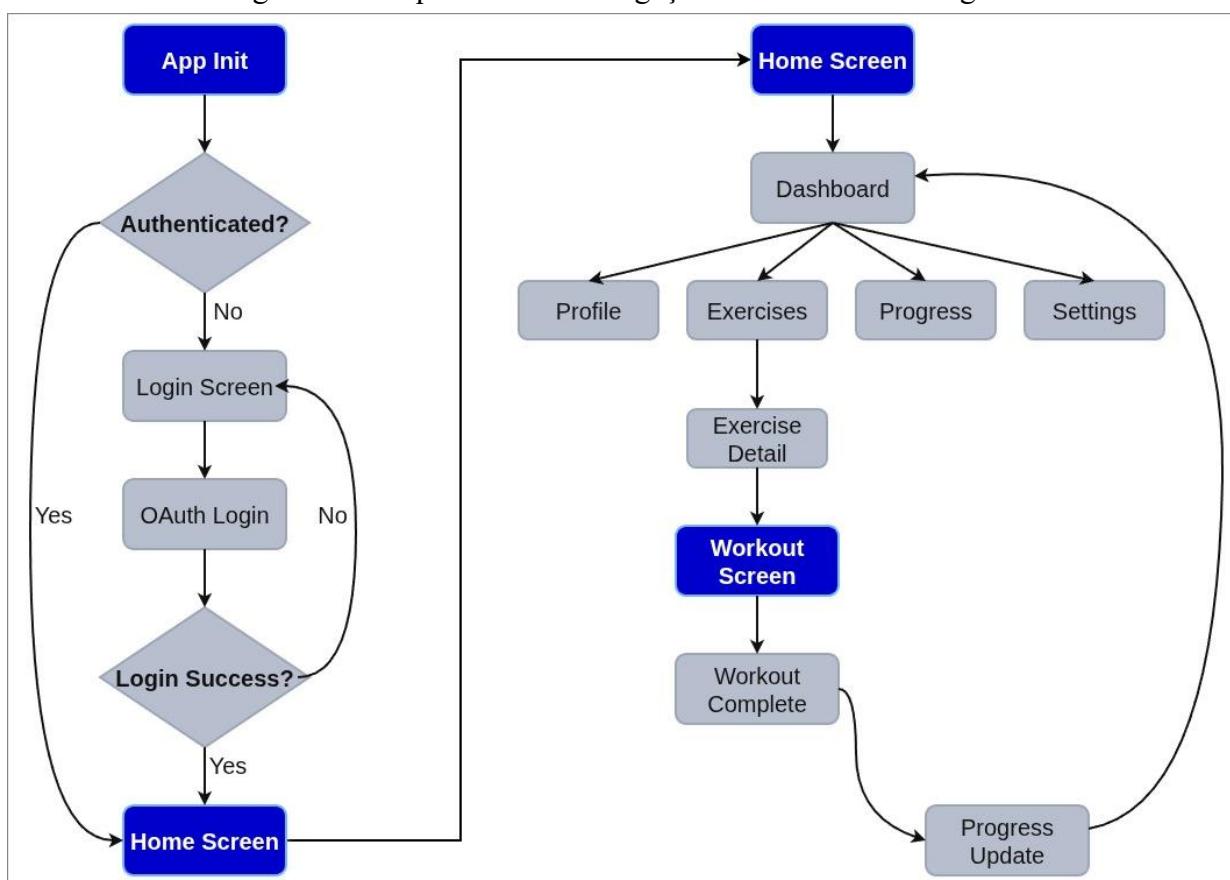 App Init
Authenticated?
No
Login Screen
OAuth Login
Yes
No
Login Success?
Yes
Home Screen
Home Screen
Dashboard
Profile
Exercises
Progress
Settings
Exercise
Detail
Workout
Screen
Workout
Complete
Progress
Update